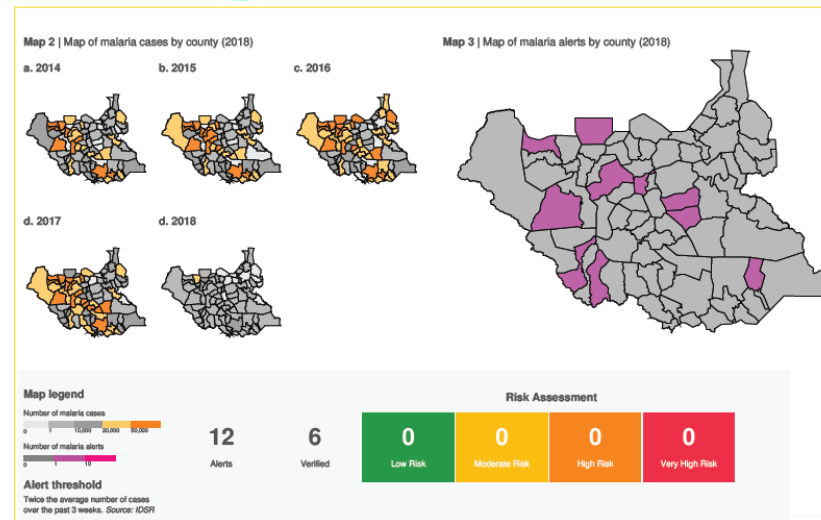 Map 2 | Map of malaria cases by county (2018)
a. 2014
b. 2015
c. 2016
d. 2017
d. 2018
Map 3 | Map of malaria alerts by county (2018)
Map legend
Number of malaria cases
0 1 10,000 20,000 50,000
Number of malaria alerts
0 1 10
Alert threshold
Twice the average number of cases
over the past 3 weeks. Source: IDSR
12
Alerts
6
Verified
Risk Assessment
0
Low Risk
0
Moderate Risk
0
High Risk
0
Very High Risk